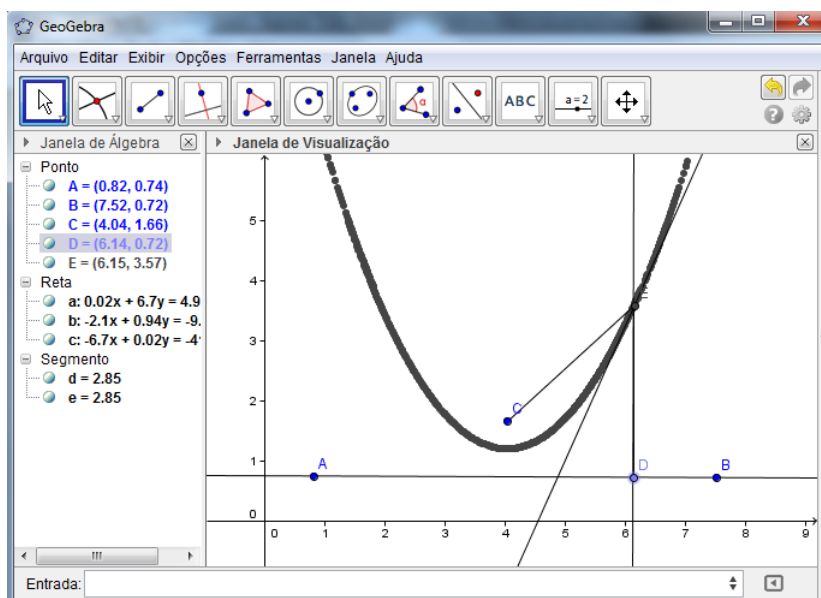 GeoGebra
Arquivo Editar Exibir Opções Ferramentas Janela Ajuda
α ABC a=2
Janela de Álgebra
Ponto
A = (0.82, 0.74)
B = (7.52, 0.72)
C = (4.04, 1.66)
D = (6.14, 0.72)
E = (6.15, 3.57)
Reta
a: 0.02x + 6.7y = 4.9
b: -2.1x + 0.94y = -9.
c: -6.7x + 0.02y = -4
Segmento
d = 2.85
e = 2.85
Janela de Visualização
5
4
3
2
C
1
A D B
0
0 1 2 3 4 5 6 7 8 9
Entrada: